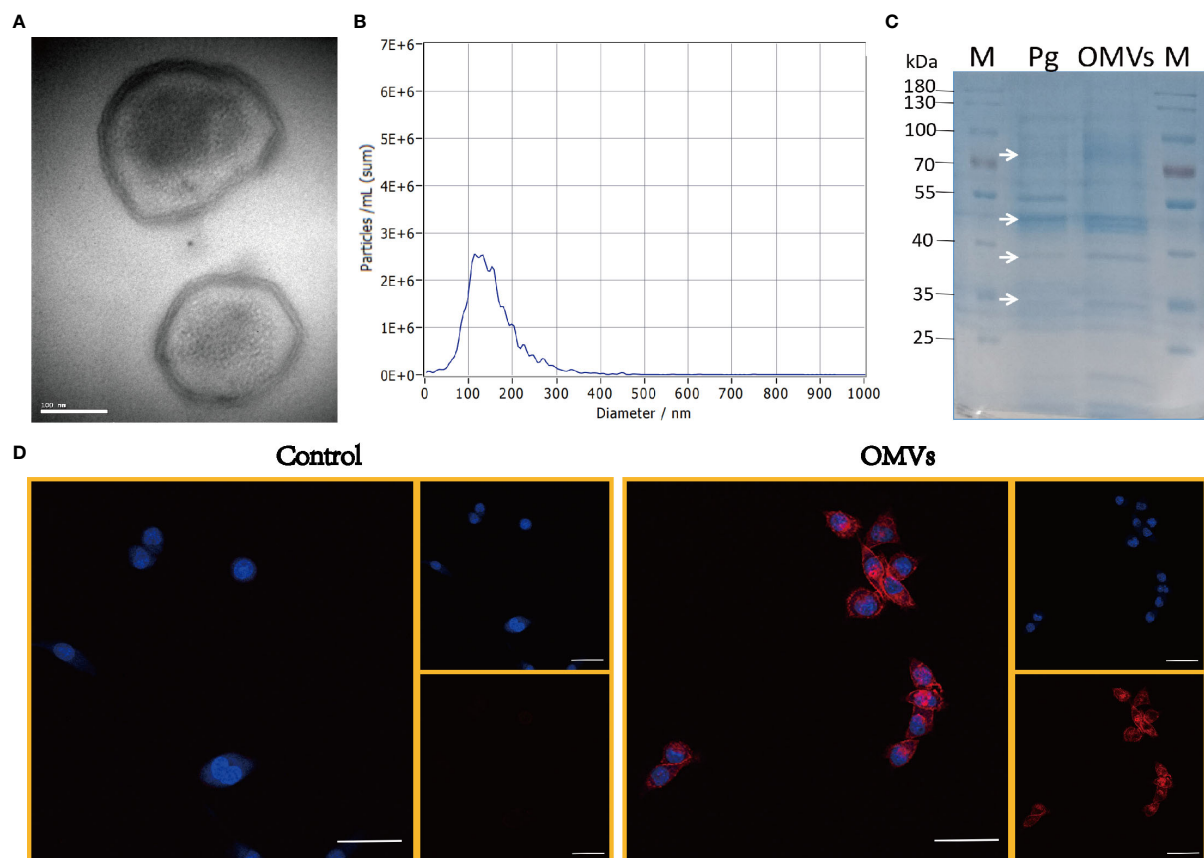 A
100 nm
B
Particles /mL (sum)
7E+6
6E+6
5E+6
4E+6
3E+6
2E+6
1E+6
0E+0
0 100 200 300 400 500 600 700 800 900 1000
Diameter / nm
C
kDa M Pg OMVs M
180
130
100
70
55
40
35
25
D
Control
OMVs